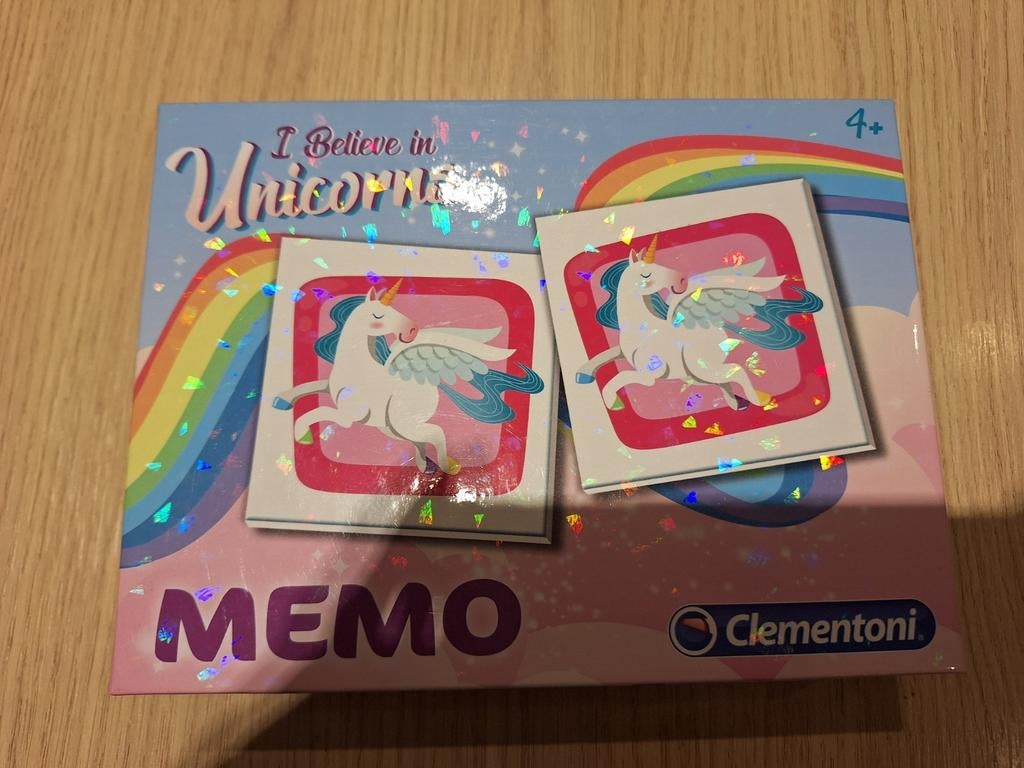 I Believe in
Unicorns
4+
MEMO
Clementoni